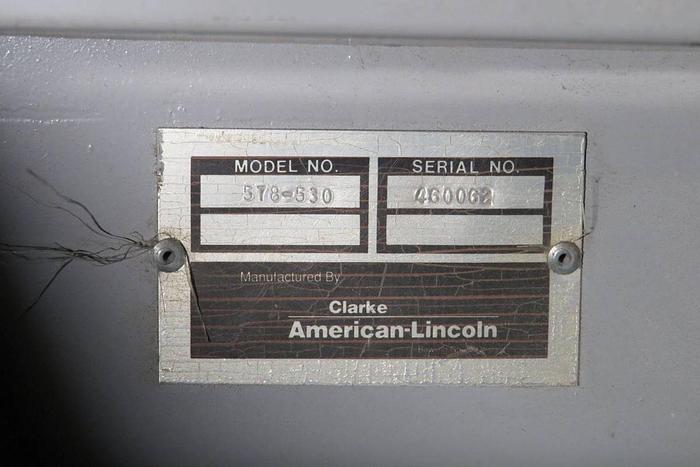 MODEL NO. SERIAL NO.
578-530 460062
Manufactured By
Clarke
American-Lincoln